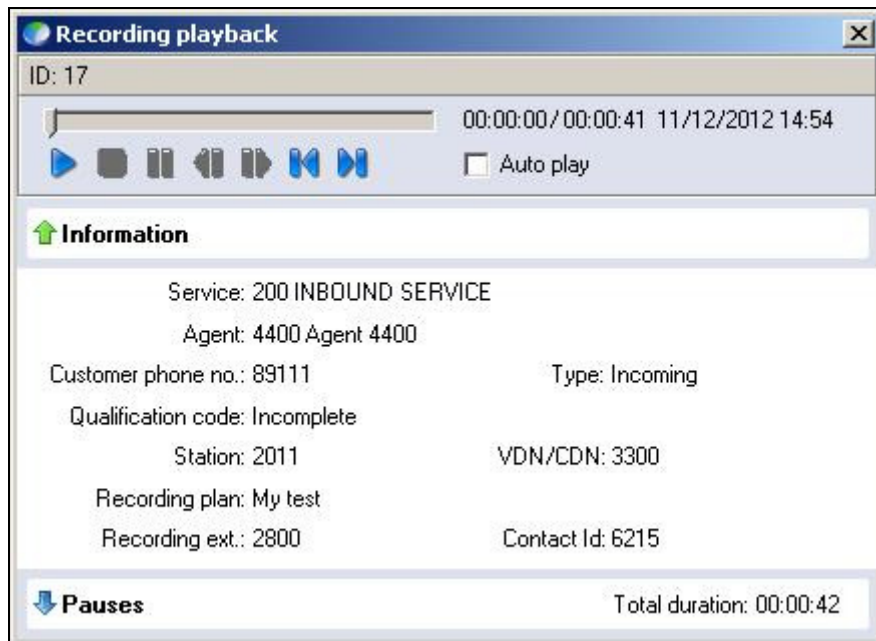 Recording playback
ID: 17
00:00:00 / 00:00:41 11/12/2012 14:54
Auto play
Information
Service: 200 INBOUND SERVICE
Agent: 4400 Agent 4400
Customer phone no.: 89111 Type: Incoming
Qualification code: Incomplete
Station: 2011 VDN/CDN: 3300
Recording plan: My test
Recording ext.: 2800 Contact Id: 6215
Pauses Total duration: 00:00:42